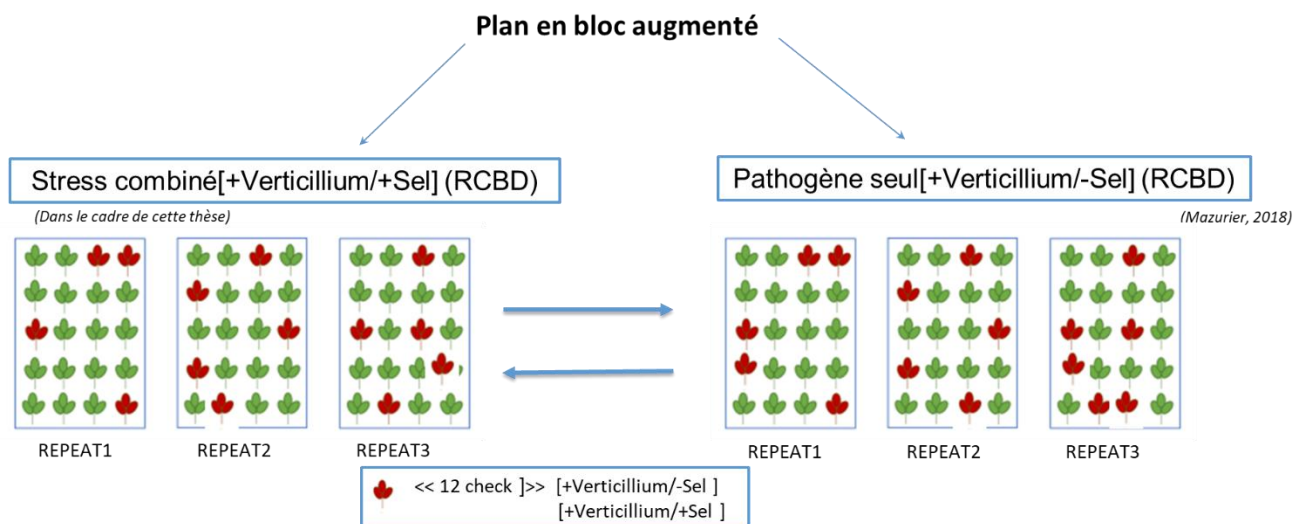 Plan en bloc augmenté
Stress combiné[+Verticillium/+Sel] (RCBD)
(Dans le cadre de cette thèse)
REPEAT1
REPEAT2
REPEAT3
Pathogène seul[+Verticillium/-Sel] (RCBD)
(Mazurier, 2018)
REPEAT1
REPEAT2
REPEAT3
<< 12 check ]>> [+Verticillium/-Sel ]
[+Verticillium/+Sel ]